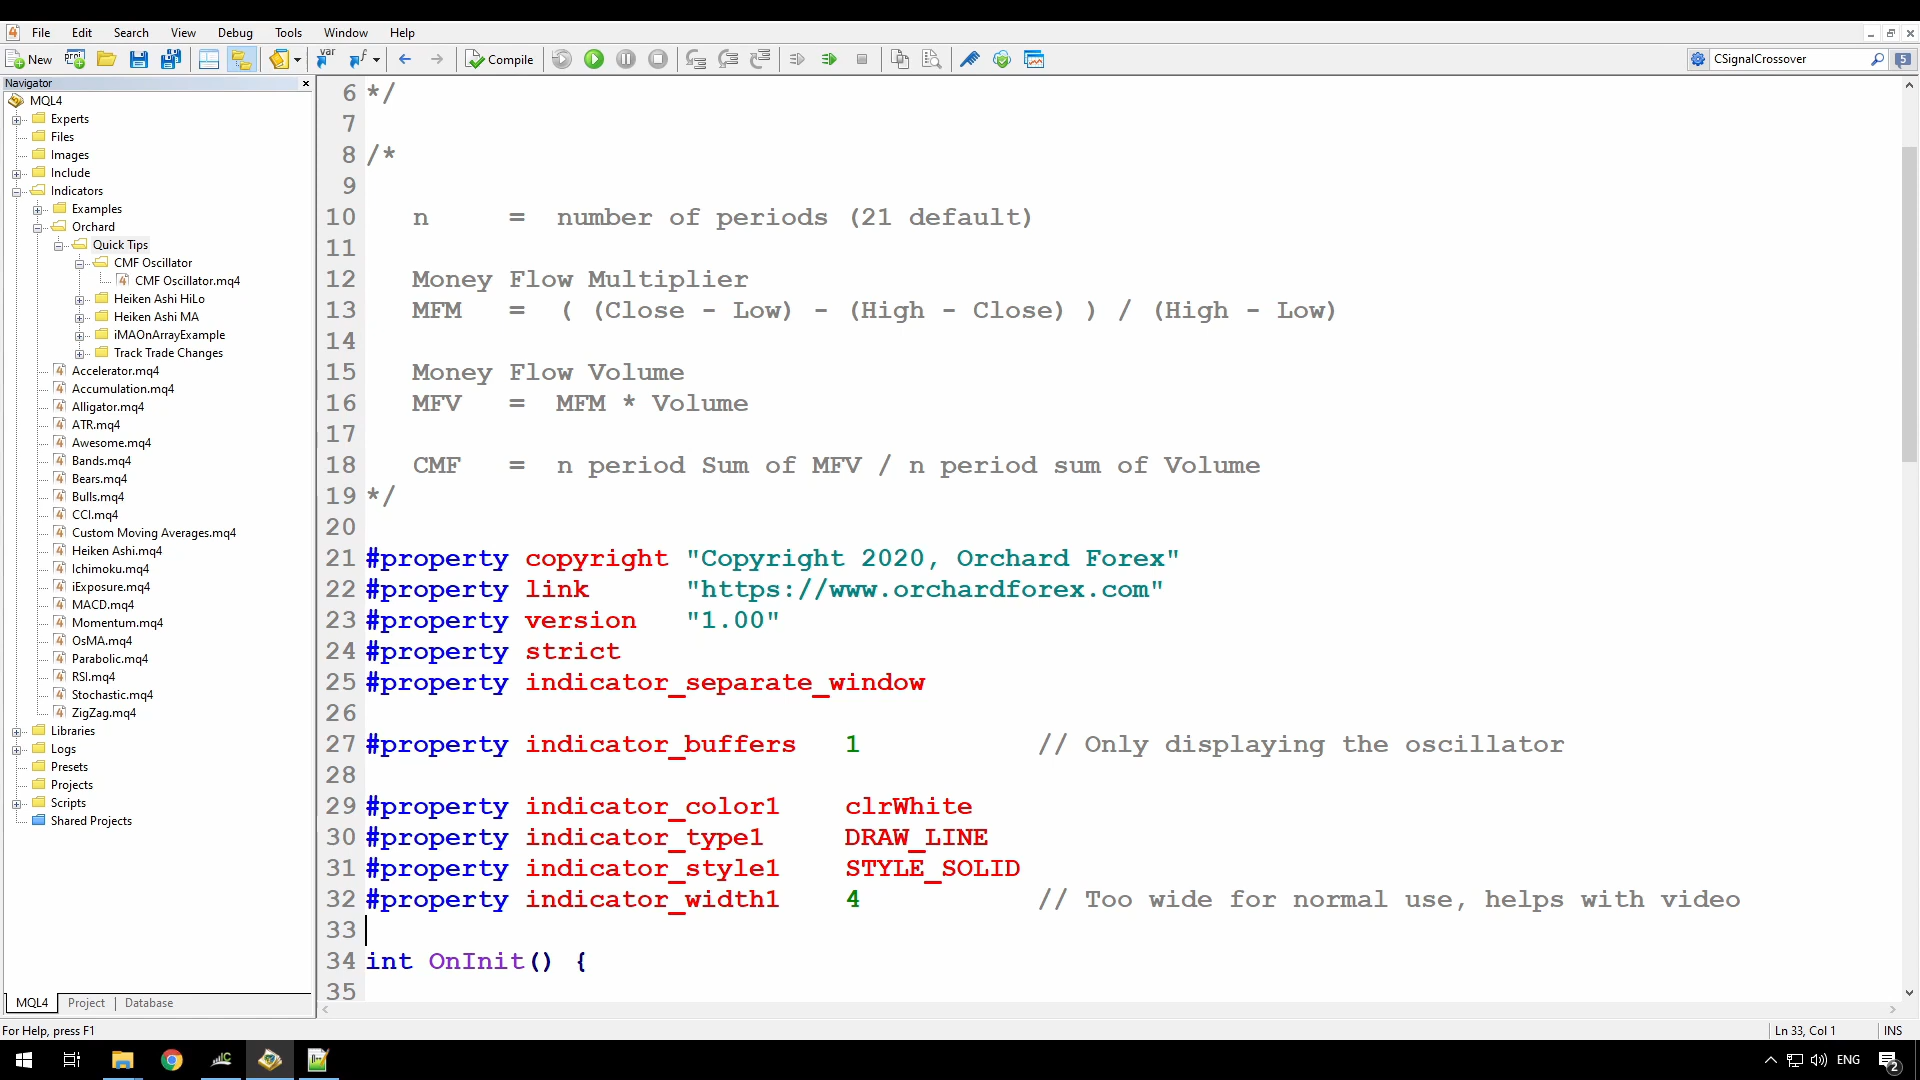 File Edit Search View Debug Tools Window Help
New Compile CSignalCrossover 5
Navigator
MQL4
Experts
Files
Images
Include
Indicators
Examples
Orchard
Quick Tips
CMF Oscillator
CMF Oscillator.mq4
Heiken Ashi HiLo
Heiken Ashi MA
iMAOnArrayExample
Track Trade Changes
Accelerator.mq4
Accumulation.mq4
Alligator.mq4
ATR.mq4
Awesome.mq4
Bands.mq4
Bears.mq4
Bulls.mq4
CCI.mq4
Custom Moving Averages.mq4
Heiken Ashi.mq4
Ichimoku.mq4
iExposure.mq4
MACD.mq4
Momentum.mq4
OsMA.mq4
Parabolic.mq4
RSI.mq4
Stochastic.mq4
ZigZag.mq4
Libraries
Logs
Presets
Projects
Scripts
Shared Projects
MQL4 Project Database
6 */
7
8 /*
9
10 n = number of periods (21 default)
11
12 Money Flow Multiplier
13 MFM = ( (Close - Low) - (High - Close) ) / (High - Low)
14
15 Money Flow Volume
16 MFV = MFM * Volume
17
18 CMF = n period Sum of MFV / n period sum of Volume
19 */
20
21 #property copyright "Copyright 2020, Orchard Forex"
22 #property link "https://www.orchardforex.com"
23 #property version "1.00"
24 #property strict
25 #property indicator_separate_window
26
27 #property indicator_buffers 1 // Only displaying the oscillator
28
29 #property indicator_color1 clrWhite
30 #property indicator_type1 DRAW_LINE
31 #property indicator_style1 STYLE_SOLID
32 #property indicator_width1 4 // Too wide for normal use, helps with video
33
34 int OnInit() {
35
For Help, press F1 Ln 33, Col 1 INS
ENG 2